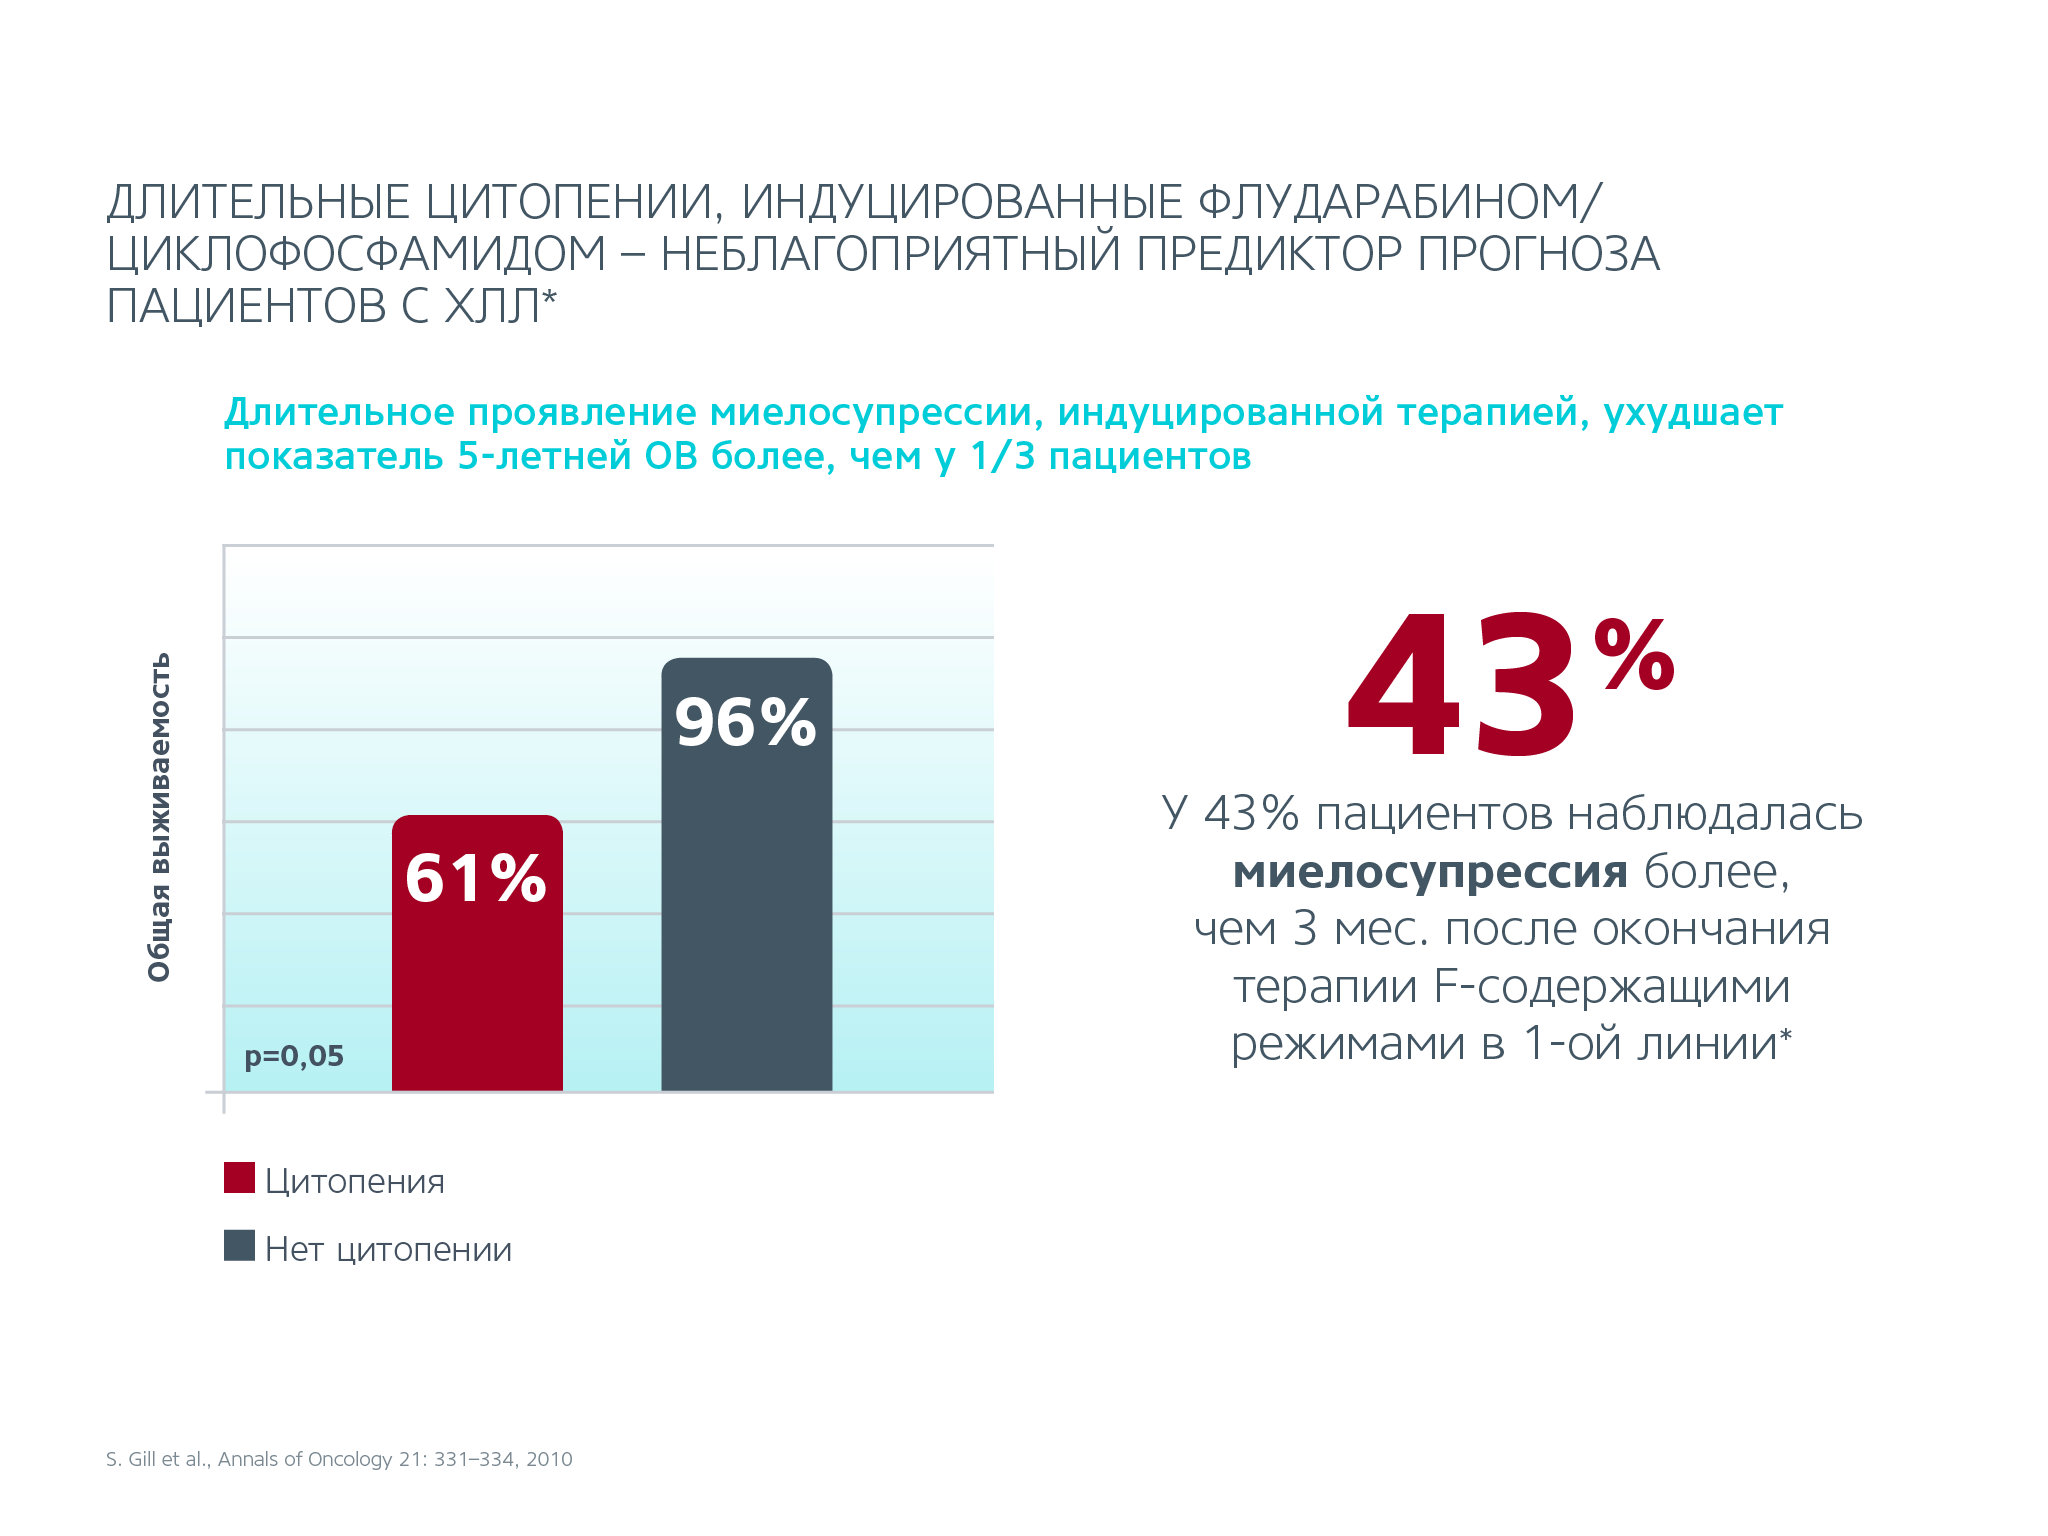 ДЛИТЕЛЬНЫЕ ЦИТОПЕНИИ, ИНДУЦИРОВАННЫЕ ФЛУДАРАБИНОМ/
ЦИКЛОФОСФАМИДОМ – НЕБЛАГОПРИЯТНЫЙ ПРЕДИКТОР ПРОГНОЗА
ПАЦИЕНТОВ С ХЛЛ*
Длительное проявление миелосупрессии, индуцированной терапией, ухудшает
показатель 5-летней ОВ более, чем у 1/3 пациентов
Общая выживаемость
61%
96%
p=0,05
Цитопения
Нет цитопении
43%
У 43% пациентов наблюдалась
миелосупрессия более,
чем 3 мес. после окончания
терапии F-содержащими
режимами в 1-ой линии*
S. Gill et al., Annals of Oncology 21: 331–334, 2010